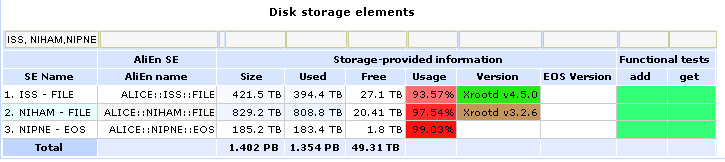 Disk storage elements
ISS, NIHAM,NIPNE
AliEn SE Storage-provided information Functional tests
SE Name AliEn name Size Used Free Usage Version EOS Version add get
1. ISS - FILE ALICE::ISS::FILE 421.5 TB 394.4 TB 27.1 TB 93.57% Xrootd v4.5.0
2. NIHAM - FILE ALICE::NIHAM::FILE 829.2 TB 808.8 TB 20.41 TB 97.54% Xrootd v3.2.6
3. NIPNE - EOS ALICE::NIPNE::EOS 185.2 TB 183.4 TB 1.8 TB 99.03%
Total 1.402 PB 1.354 PB 49.31 TB